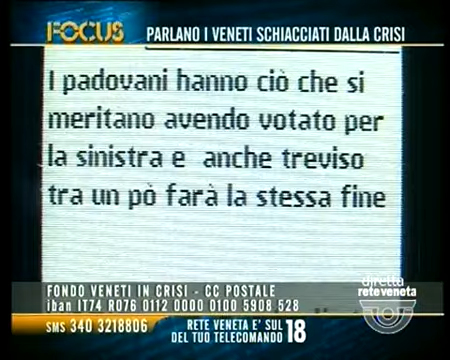 FOCUS
PARLANO I VENETI SCHIACCIATI DALLA CRISI
I padovani hanno ciò che si
meritano avendo votato per
la sinistra e anche treviso
tra un pò farà la stessa fine
FONDO VENETI IN CRISI - CC POSTALE
iban IT74 R076 0112 0000 0100 5908 528
diretta
reteveneta
SMS 340 3218806
RETE VENETA E' SUL
DEL TUO TELECOMANDO 18